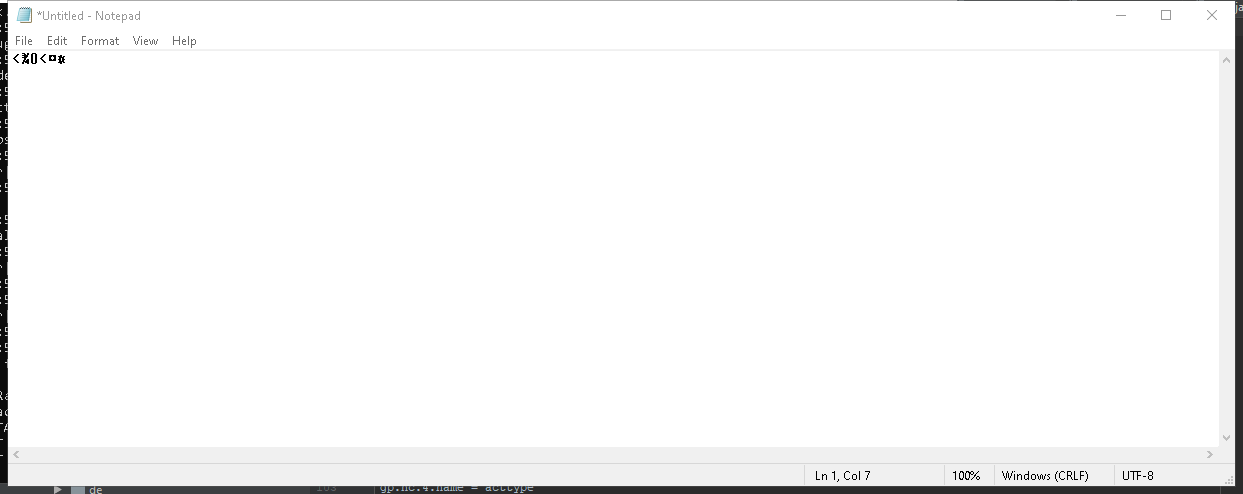 *Untitled - Notepad
File Edit Format View Help
<%0<¤*
Ln 1, Col 7 100% Windows (CRLF) UTF-8
de
gp.nc.4.name = acctype